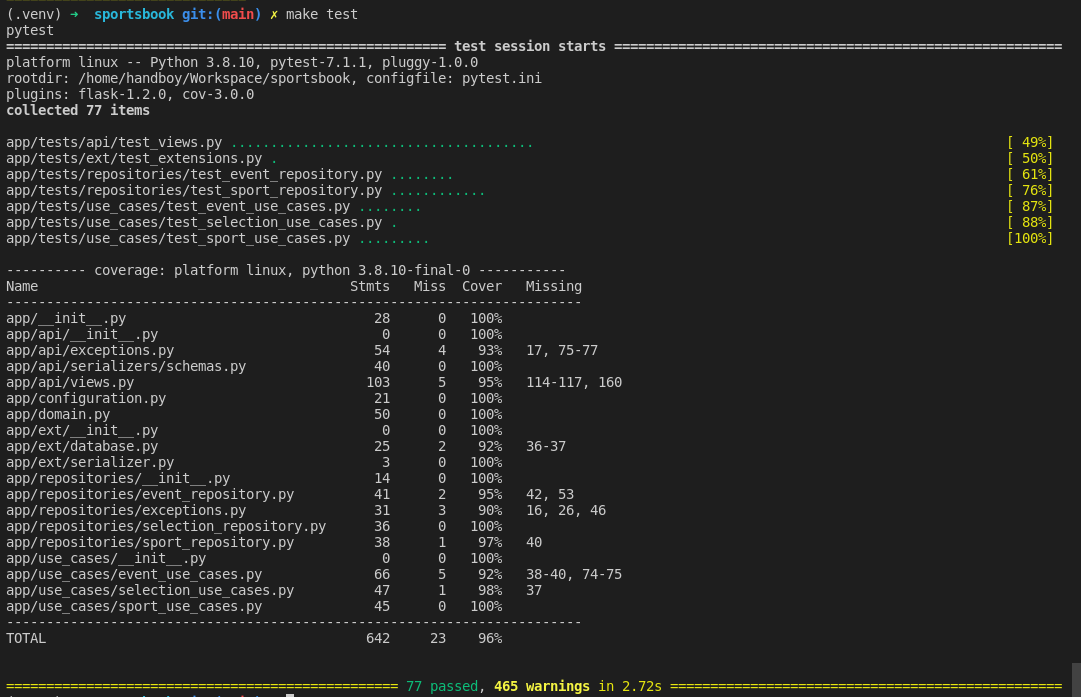 (.venv) → sportsbook git:(main) ✗ make test
pytest
======================================================= test session starts ========================================================
platform linux -- Python 3.8.10, pytest-7.1.1, pluggy-1.0.0
rootdir: /home/handboy/Workspace/sportsbook, configfile: pytest.ini
plugins: flask-1.2.0, cov-3.0.0
collected 77 items
app/tests/api/test_views.py ...................................... [ 49%]
app/tests/ext/test_extensions.py . [ 50%]
app/tests/repositories/test_event_repository.py ........ [ 61%]
app/tests/repositories/test_sport_repository.py ............ [ 76%]
app/tests/use_cases/test_event_use_cases.py ........ [ 87%]
app/tests/use_cases/test_selection_use_cases.py . [ 88%]
app/tests/use_cases/test_sport_use_cases.py ......... [100%]
---------- coverage: platform linux, python 3.8.10-final-0 -----------
Name Stmts Miss Cover Missing
------------------------------------------------------------------------
app/__init__.py 28 0 100%
app/api/__init__.py 0 0 100%
app/api/exceptions.py 54 4 93% 17, 75-77
app/api/serializers/schemas.py 40 0 100%
app/api/views.py 103 5 95% 114-117, 160
app/configuration.py 21 0 100%
app/domain.py 50 0 100%
app/ext/__init__.py 0 0 100%
app/ext/database.py 25 2 92% 36-37
app/ext/serializer.py 3 0 100%
app/repositories/__init__.py 14 0 100%
app/repositories/event_repository.py 41 2 95% 42, 53
app/repositories/exceptions.py 31 3 90% 16, 26, 46
app/repositories/selection_repository.py 36 0 100%
app/repositories/sport_repository.py 38 1 97% 40
app/use_cases/__init__.py 0 0 100%
app/use_cases/event_use_cases.py 66 5 92% 38-40, 74-75
app/use_cases/selection_use_cases.py 47 1 98% 37
app/use_cases/sport_use_cases.py 45 0 100%
------------------------------------------------------------------------
TOTAL 642 23 96%
================================================= 77 passed, 465 warnings in 2.72s =================================================